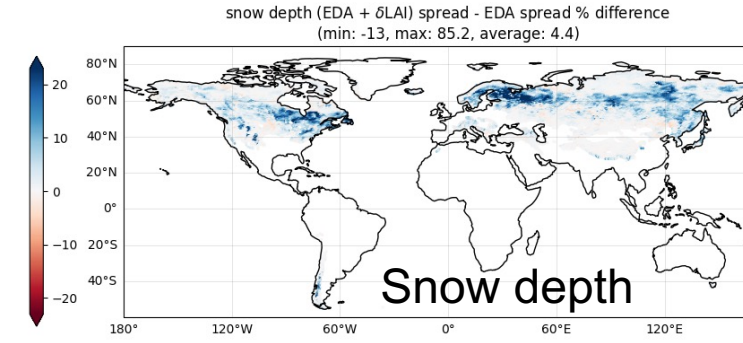 snow depth (EDA + δLAI) spread - EDA spread % difference
(min: -13, max: 85.2, average: 4.4)
80°N
60°N
40°N
20°N
0°
20°S
40°S
20
10
0
−10
−20
Snow depth
180°
120°W
60°W
0°
60°E
120°E